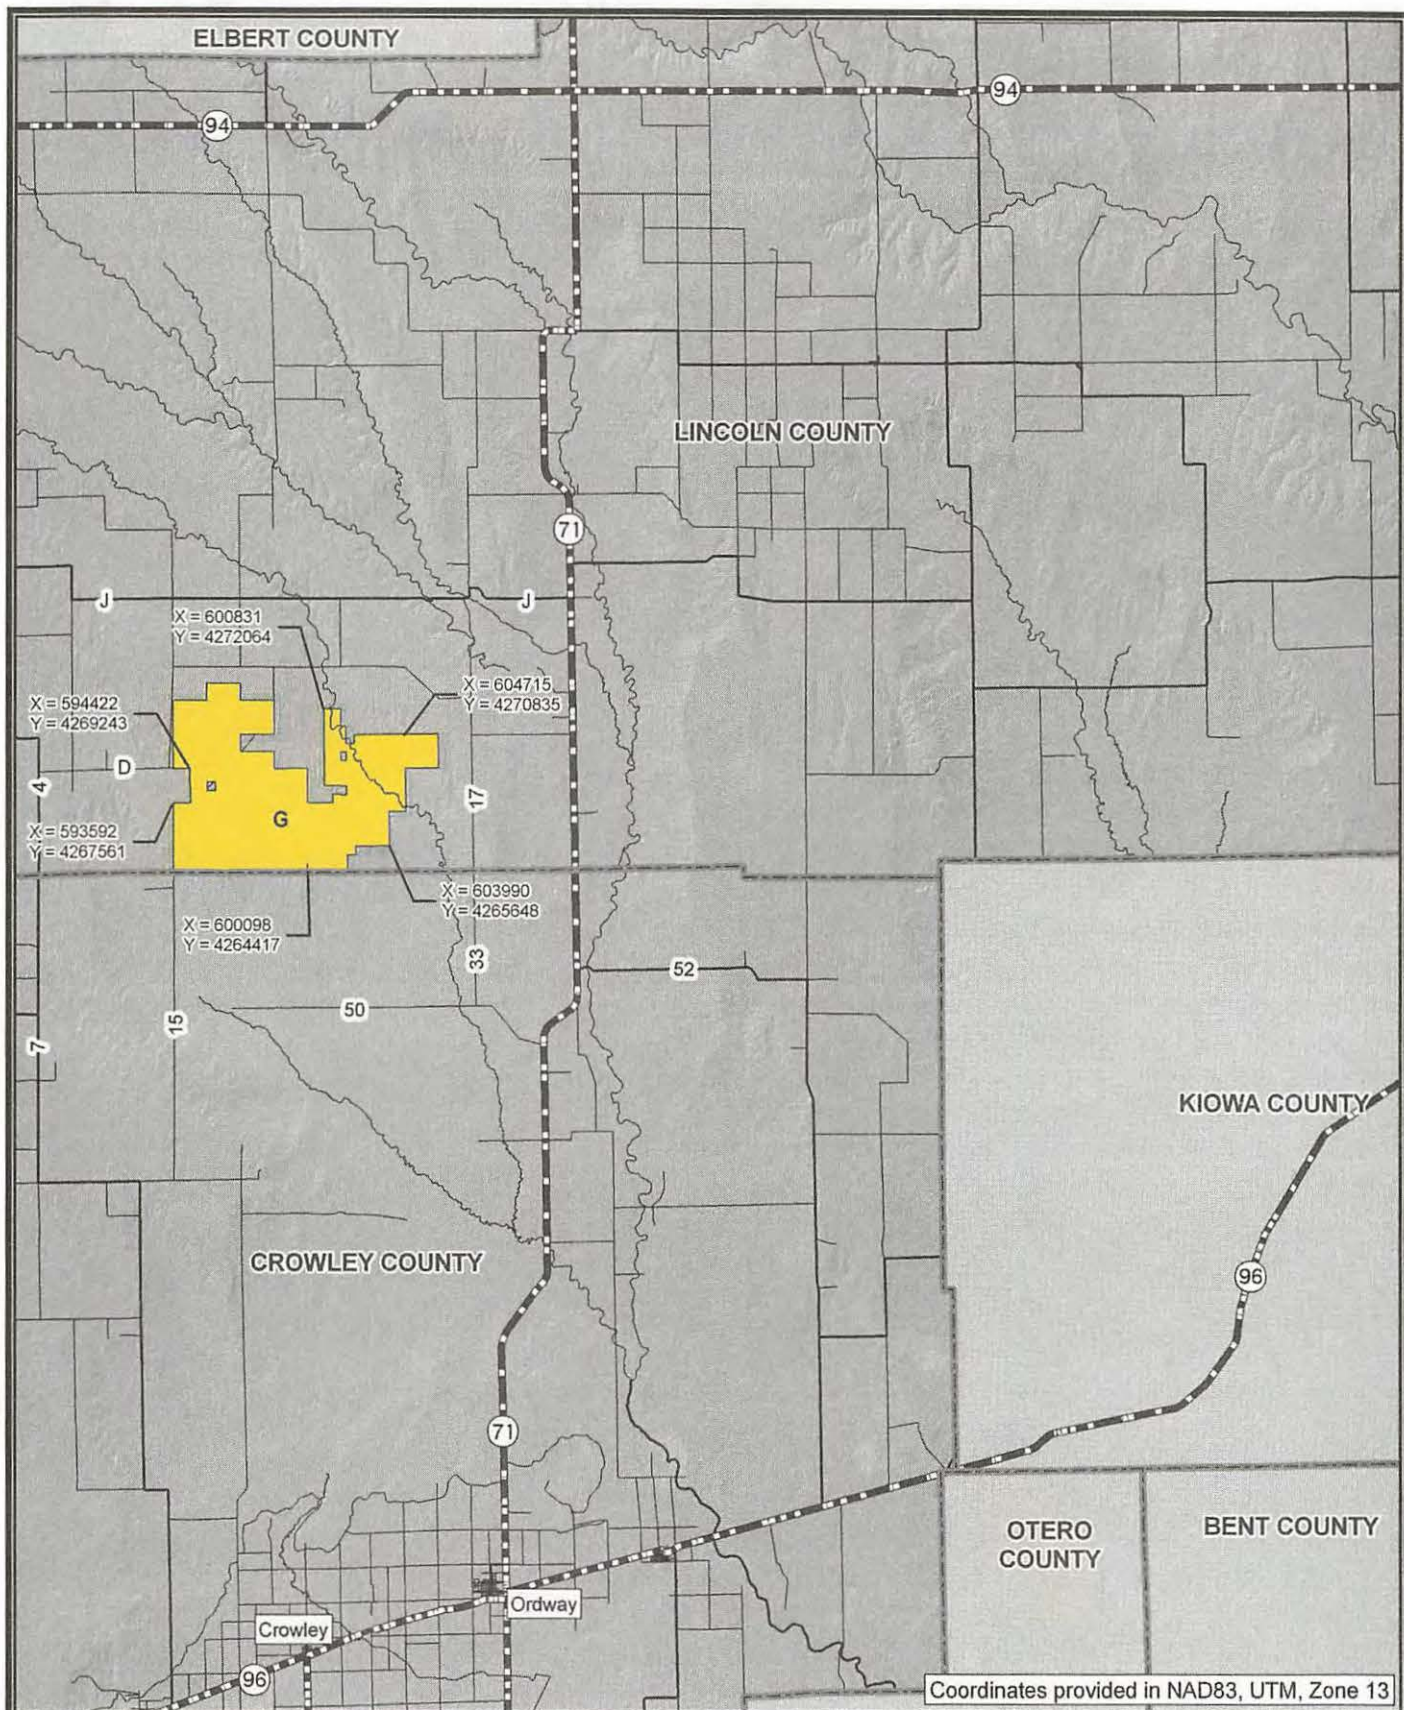 ELBERT COUNTY
94
94
LINCOLN COUNTY
71
J
J
X = 600831
Y = 4272064
X = 604715
Y = 4270835
X = 594422
Y = 4269243
D
4
17
G
X = 593592
Y = 4267561
X = 603990
Y = 4265648
X = 600098
Y = 4264417
33
52
50
15
7
KIOWA COUNTY
CROWLEY COUNTY
96
71
OTERO
COUNTY
BENT COUNTY
Ordway
Crowley
96
Coordinates provided in NAD83, UTM, Zone 13